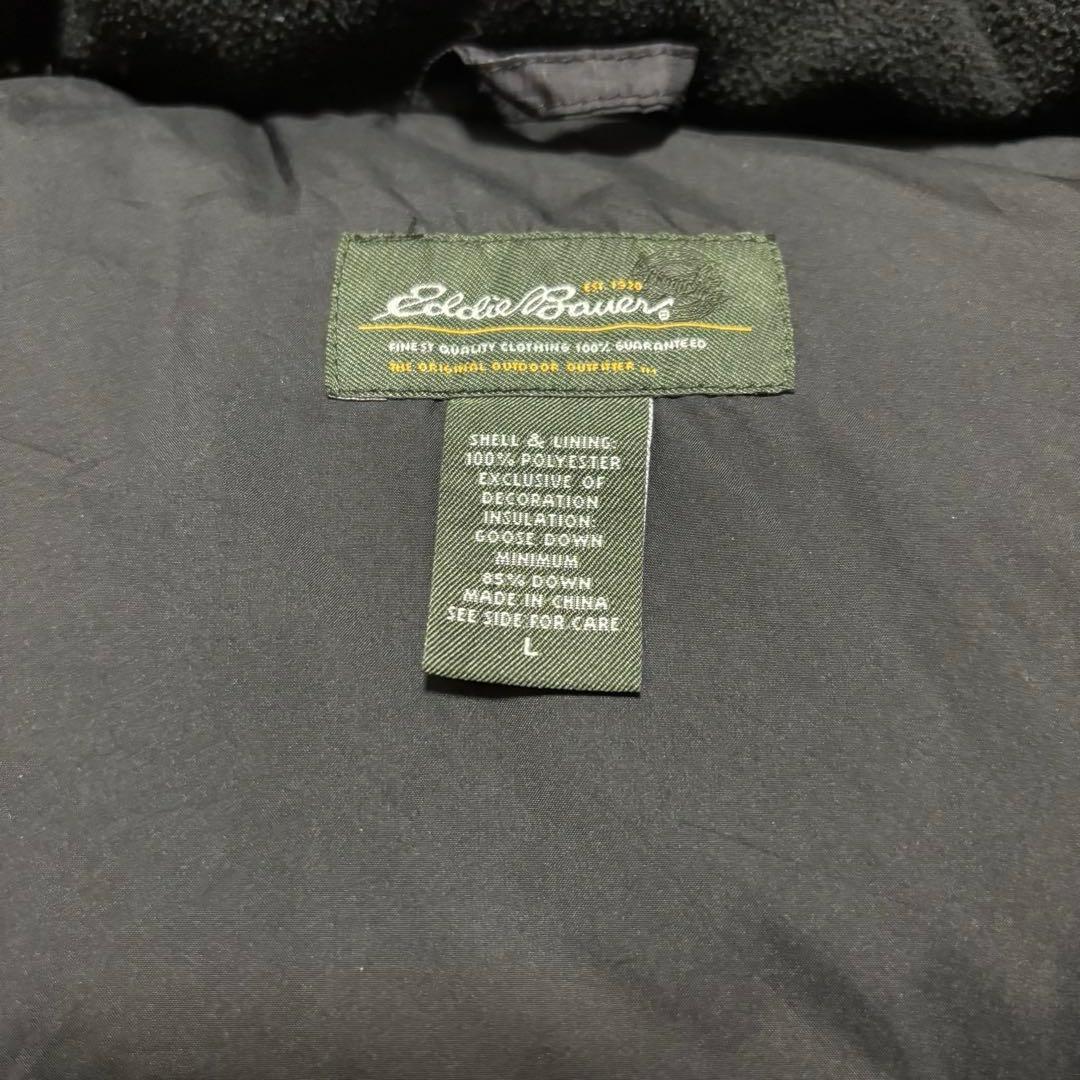 EST. 1920
Eddie Bauer®
FINEST QUALITY CLOTHING 100% GUARANTEED
THE ORIGINAL OUTDOOR OUTFITTER TM
SHELL & LINING:
100% POLYESTER
EXCLUSIVE OF
DECORATION
INSULATION:
GOOSE DOWN
MINIMUM
85% DOWN
MADE IN CHINA
SEE SIDE FOR CARE
L